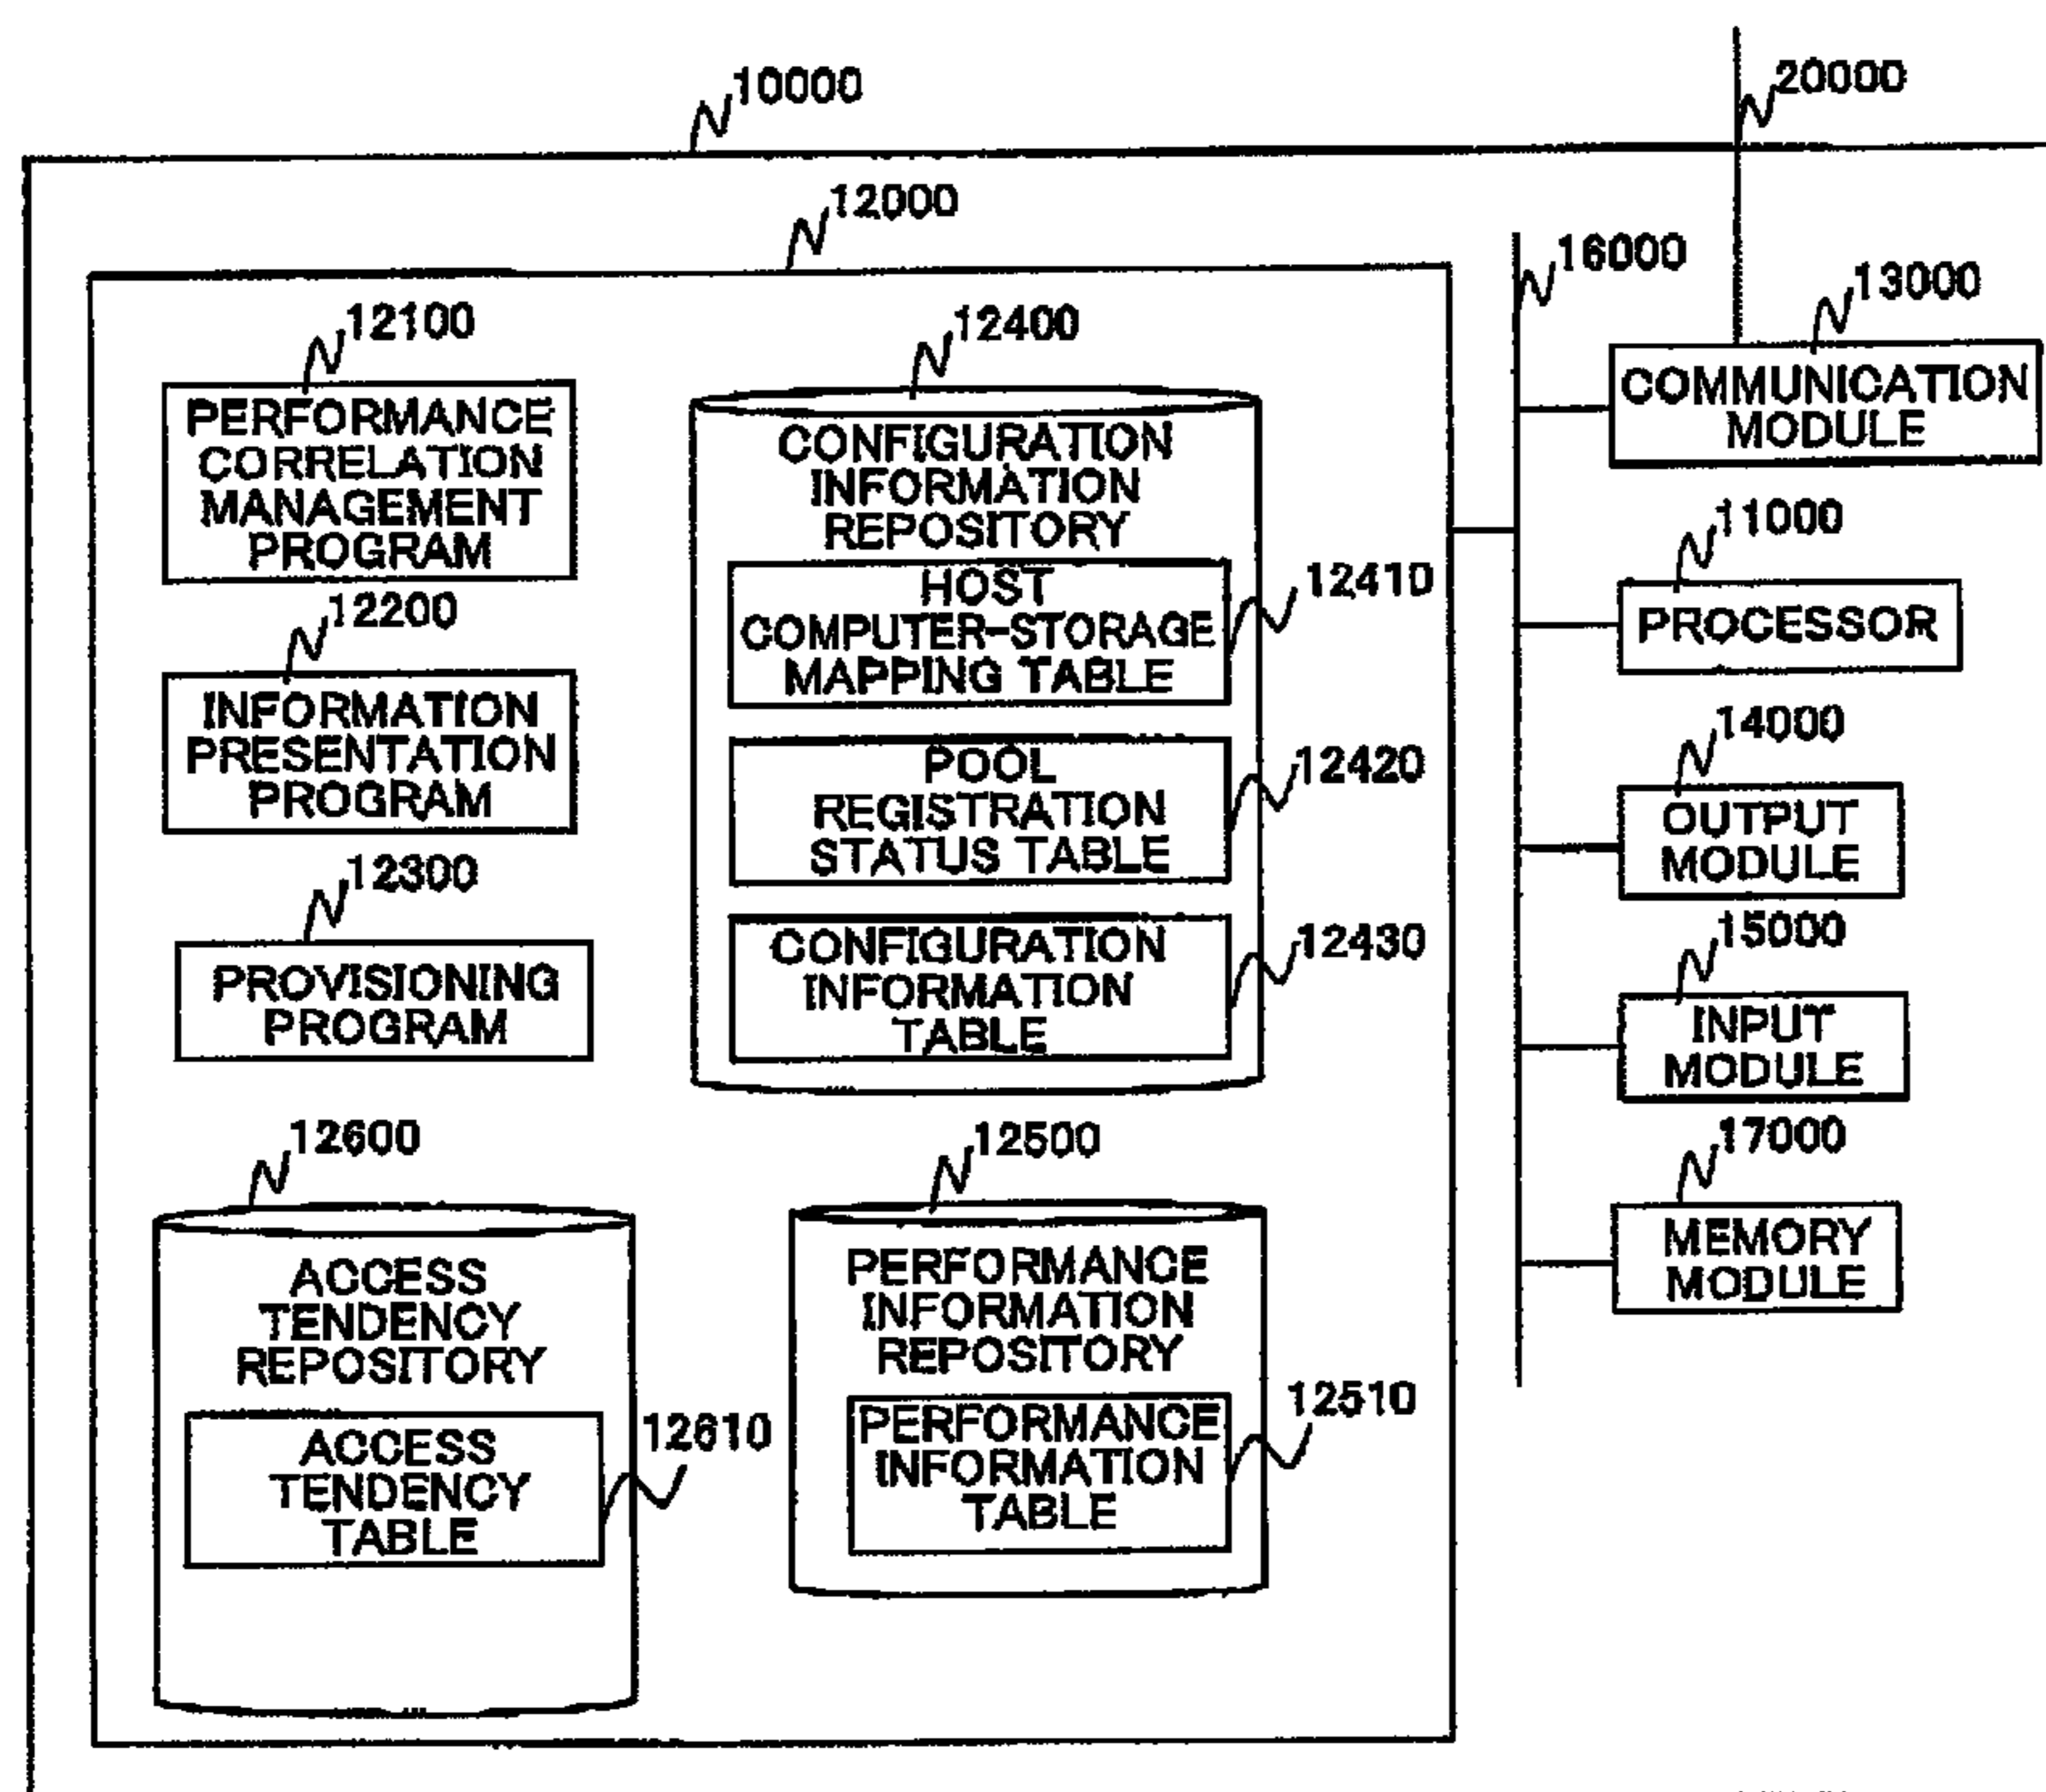 10000
20000
12000
16000
13000
COMMUNICATION
MODULE
12100
PERFORMANCE
CORRELATION
MANAGEMENT
PROGRAM
12400
CONFIGURATION
INFORMATION
REPOSITORY
HOST
COMPUTER-STORAGE
MAPPING TABLE
12410
11000
PROCESSOR
12200
INFORMATION
PRESENTATION
PROGRAM
POOL
REGISTRATION
STATUS TABLE
12420
14000
OUTPUT
MODULE
12300
PROVISIONING
PROGRAM
CONFIGURATION
INFORMATION
TABLE
12430
15000
INPUT
MODULE
12600
ACCESS
TENDENCY
REPOSITORY
ACCESS
TENDENCY
TABLE
12610
12500
PERFORMANCE
INFORMATION
REPOSITORY
PERFORMANCE
INFORMATION
TABLE
12510
17000
MEMORY
MODULE